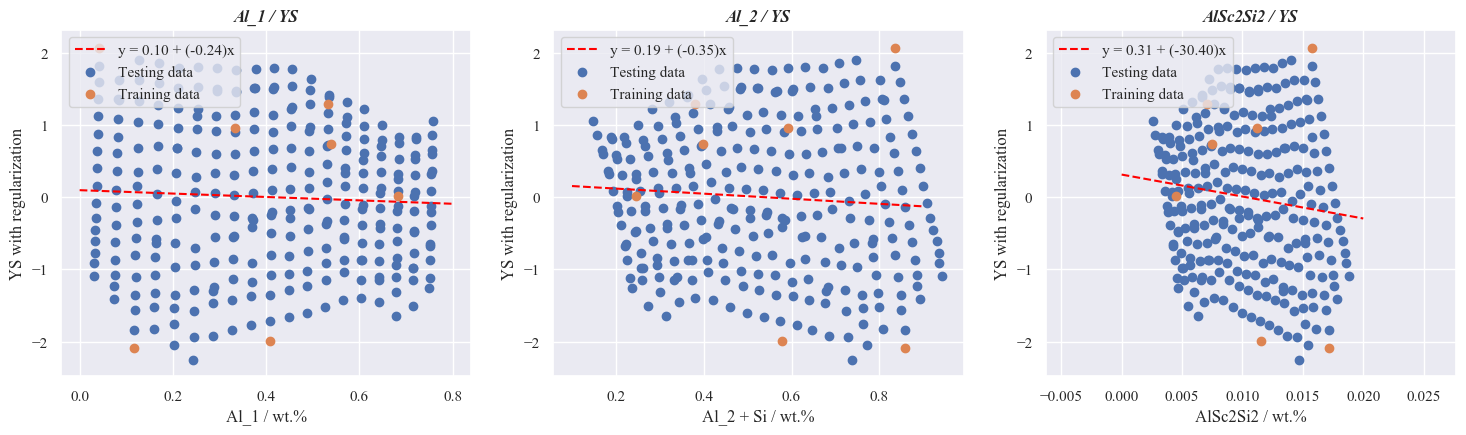 Al_1 / YS
y = 0.10 + (-0.24)x
Testing data
Training data
YS with regularization
2
1
0
−1
−2
0.0
0.2
0.4
0.6
0.8
Al_1 / wt.%
Al_2 / YS
y = 0.19 + (-0.35)x
Testing data
Training data
YS with regularization
2
1
0
−1
−2
0.2
0.4
0.6
0.8
Al_2 + Si / wt.%
AlSc2Si2 / YS
y = 0.31 + (-30.40)x
Testing data
Training data
YS with regularization
2
1
0
−1
−2
−0.005
0.000
0.005
0.010
0.015
0.020
0.025
AlSc2Si2 / wt.%